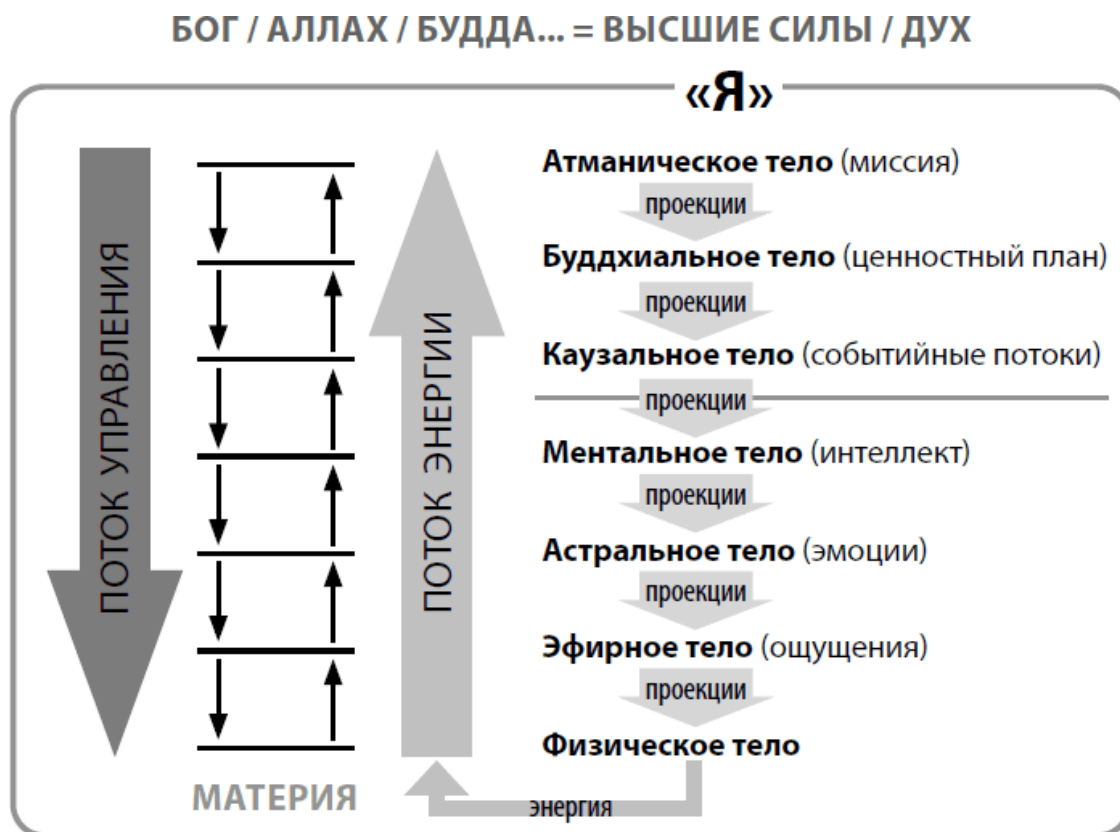 БОГ / АЛЛАХ / БУДДА... = ВЫСШИЕ СИЛЫ / ДУХ
«Я»
ПОТОК УПРАВЛЕНИЯ
ПОТОК ЭНЕРГИИ
Атманическое тело (миссия)
проекции
Буддхиальное тело (ценностный план)
проекции
Каузальное тело (событийные потоки)
проекции
Ментальное тело (интеллект)
проекции
Астральное тело (эмоции)
проекции
Эфирное тело (ощущения)
проекции
Физическое тело
МАТЕРИЯ
энергия